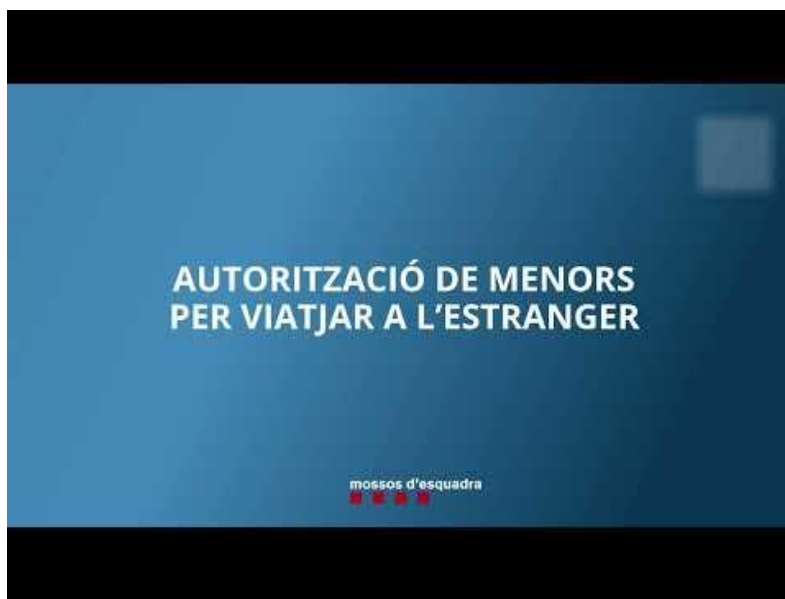 AUTORITZACIÓ DE MENORS
PER VIATJAR A L'ESTRANGER
mossos d'esquadra